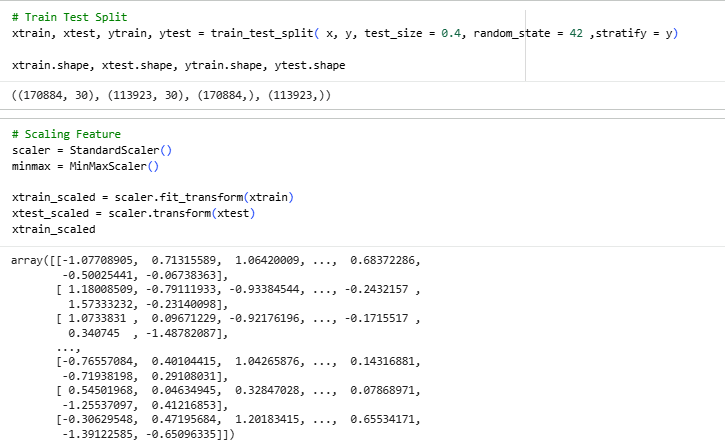 # Train Test Split
xtrain, xtest, ytrain, ytest = train_test_split( x, y, test_size = 0.4, random_state = 42 ,stratify = y)
xtrain.shape, xtest.shape, ytrain.shape, ytest.shape
((170884, 30), (113923, 30), (170884,), (113923,))
# Scaling Feature
scaler = StandardScaler()
minmax = MinMaxScaler()
xtrain_scaled = scaler.fit_transform(xtrain)
xtest_scaled = scaler.transform(xtest)
xtrain_scaled
array([[-1.07708905,  0.71315589,  1.06420009, ...,  0.68372286,
        -0.50025441, -0.06738363],
       [ 1.18008509, -0.79111933, -0.93384544, ..., -0.2432157 ,
         1.57333232, -0.23140098],
       [ 1.0733831 ,  0.09671229, -0.92176196, ..., -0.1715517 ,
         0.340745  , -1.48782087],
       ...,
       [-0.76557084,  0.40104415,  1.04265876, ...,  0.14316881,
        -0.71938198,  0.29108031],
       [ 0.54501968,  0.04634945,  0.32847028, ...,  0.07868971,
        -1.25537097,  0.41216853],
       [-0.30629548,  0.47195684,  1.20183415, ...,  0.65534171,
        -1.39122585, -0.65096335]])